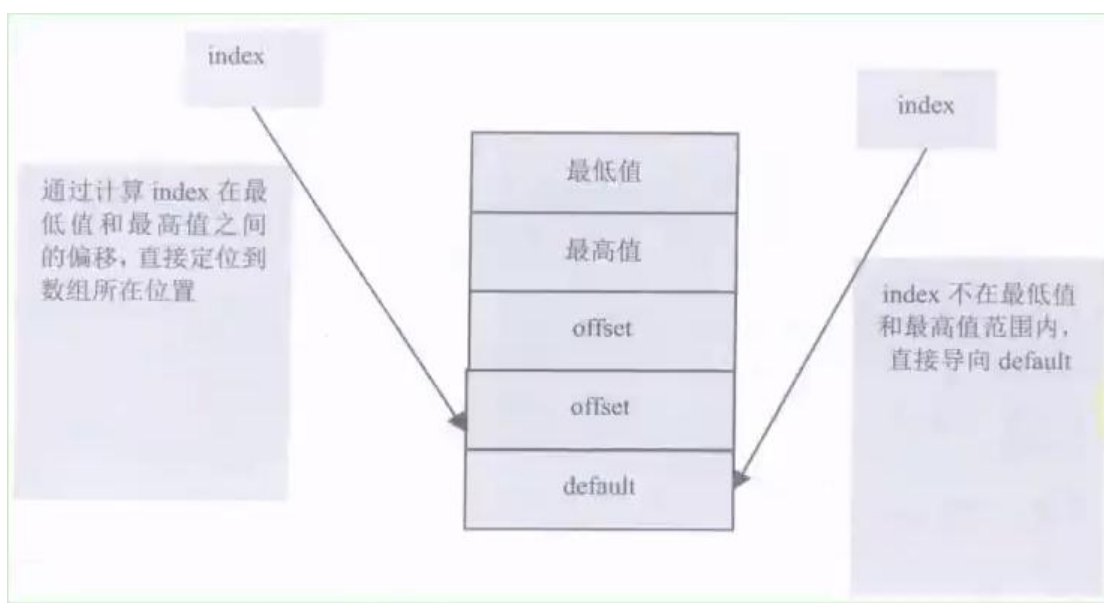 index
index
最低值
通过计算 index 在最
低值和最高值之间
的偏移，直接定位到
数组所在位置
最高值
index 不在最低值
和最高值范围内，
直接导向 default
offset
offset
default